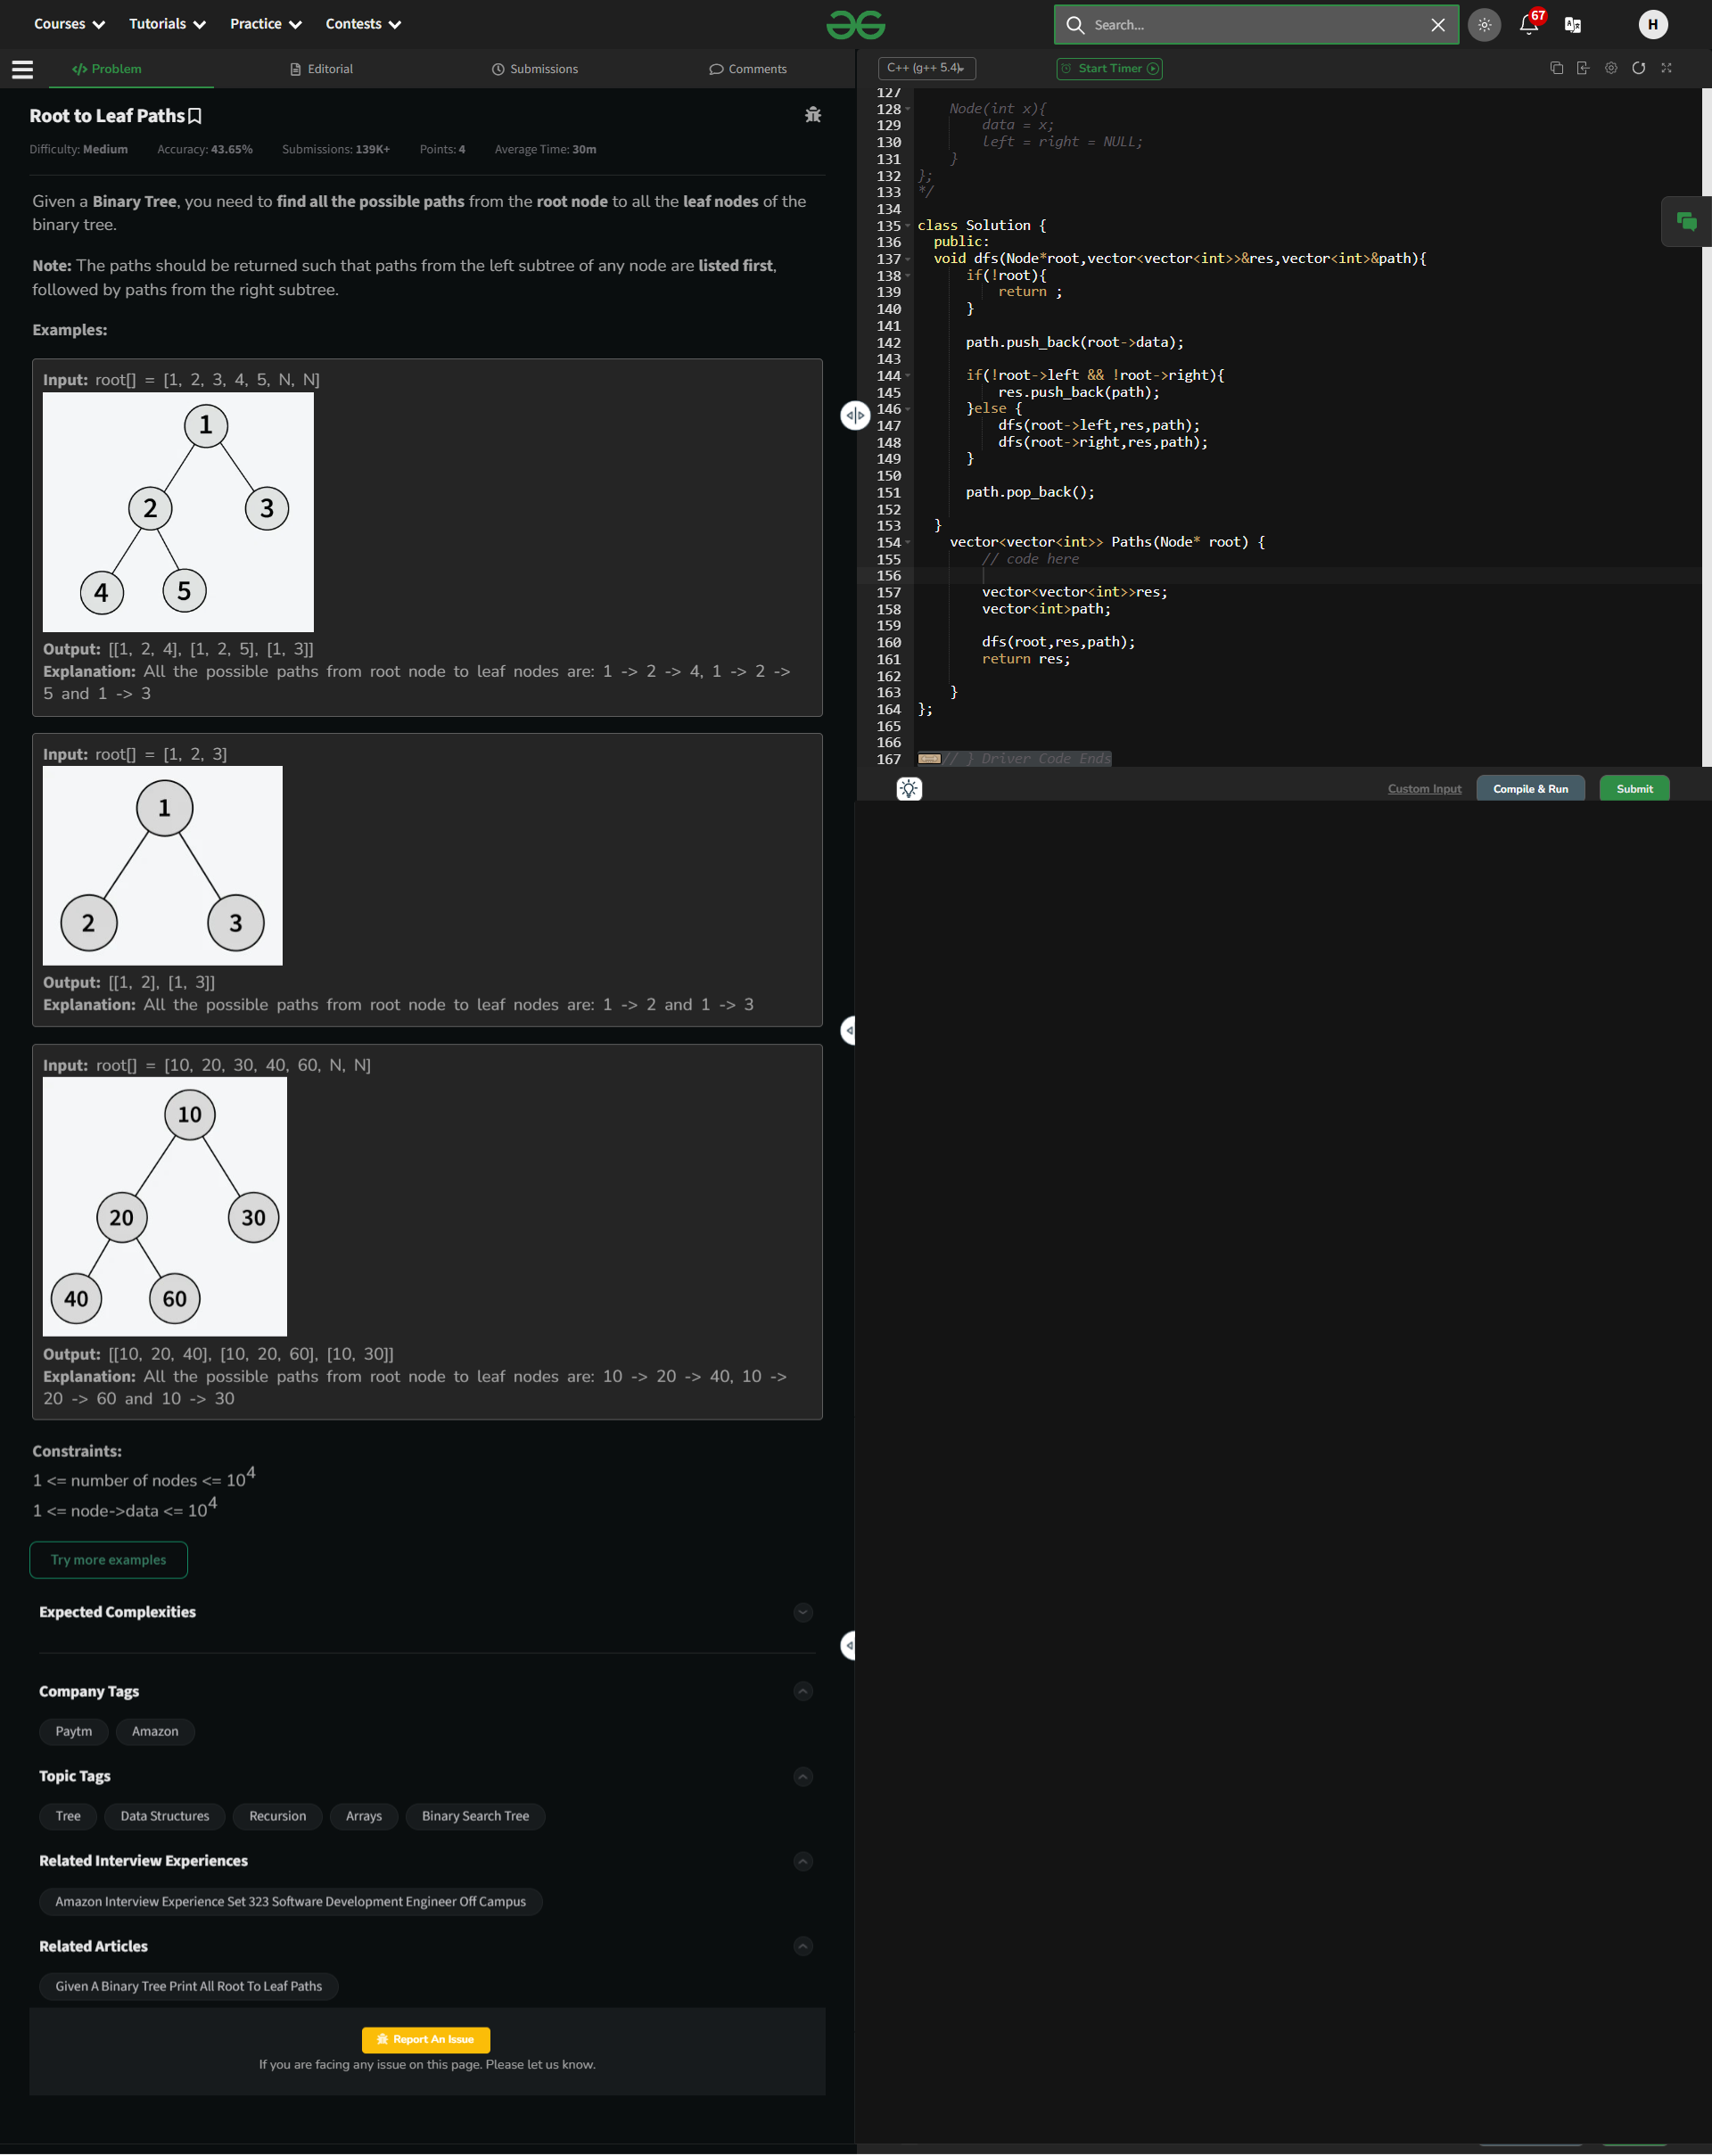 Courses Tutorials Practice Contests Search... 67 H
Problem Editorial Submissions Comments
Root to Leaf Paths
Difficulty: Medium Accuracy: 43.65% Submissions: 139K+ Points: 4 Average Time: 30m
Given a Binary Tree, you need to find all the possible paths from the root node to all the leaf nodes of the
binary tree.
Note: The paths should be returned such that paths from the left subtree of any node are listed first,
followed by paths from the right subtree.
Examples:
Input: root[] = [1, 2, 3, 4, 5, N, N]
1
2 3
4 5
Output: [[1, 2, 4], [1, 2, 5], [1, 3]]
Explanation: All the possible paths from root node to leaf nodes are: 1 -> 2 -> 4, 1 -> 2 ->
5 and 1 -> 3
Input: root[] = [1, 2, 3]
1
2 3
Output: [[1, 2], [1, 3]]
Explanation: All the possible paths from root node to leaf nodes are: 1 -> 2 and 1 -> 3
Input: root[] = [10, 20, 30, 40, 60, N, N]
10
20 30
40 60
Output: [[10, 20, 40], [10, 20, 60], [10, 30]]
Explanation: All the possible paths from root node to leaf nodes are: 10 -> 20 -> 40, 10 ->
20 -> 60 and 10 -> 30
Constraints:
1 <= number of nodes <= 10^4
1 <= node->data <= 10^4
Try more examples
Expected Complexities
Company Tags
Paytm Amazon
Topic Tags
Tree Data Structures Recursion Arrays Binary Search Tree
Related Interview Experiences
Amazon Interview Experience Set 323 Software Development Engineer Off Campus
Related Articles
Given A Binary Tree Print All Root To Leaf Paths
Report An Issue
If you are facing any issue on this page. Please let us know.
C++ (g++ 5.4) Start Timer
127
128 Node(int x){
129 data = x;
130 left = right = NULL;
131 }
132 };
133 */
134
135 class Solution {
136 public:
137 void dfs(Node*root,vector<vector<int>>&res,vector<int>&path){
138 if(!root){
139 return ;
140 }
141
142 path.push_back(root->data);
143
144 if(!root->left && !root->right){
145 res.push_back(path);
146 }else {
147 dfs(root->left,res,path);
148 dfs(root->right,res,path);
149 }
150
151 path.pop_back();
152
153 }
154 vector<vector<int>> Paths(Node* root) {
155 // code here
156
157 vector<vector<int>>res;
158 vector<int>path;
159
160 dfs(root,res,path);
161 return res;
162
163 }
164 };
165
166
167 // } Driver Code Ends
Custom Input Compile & Run Submit